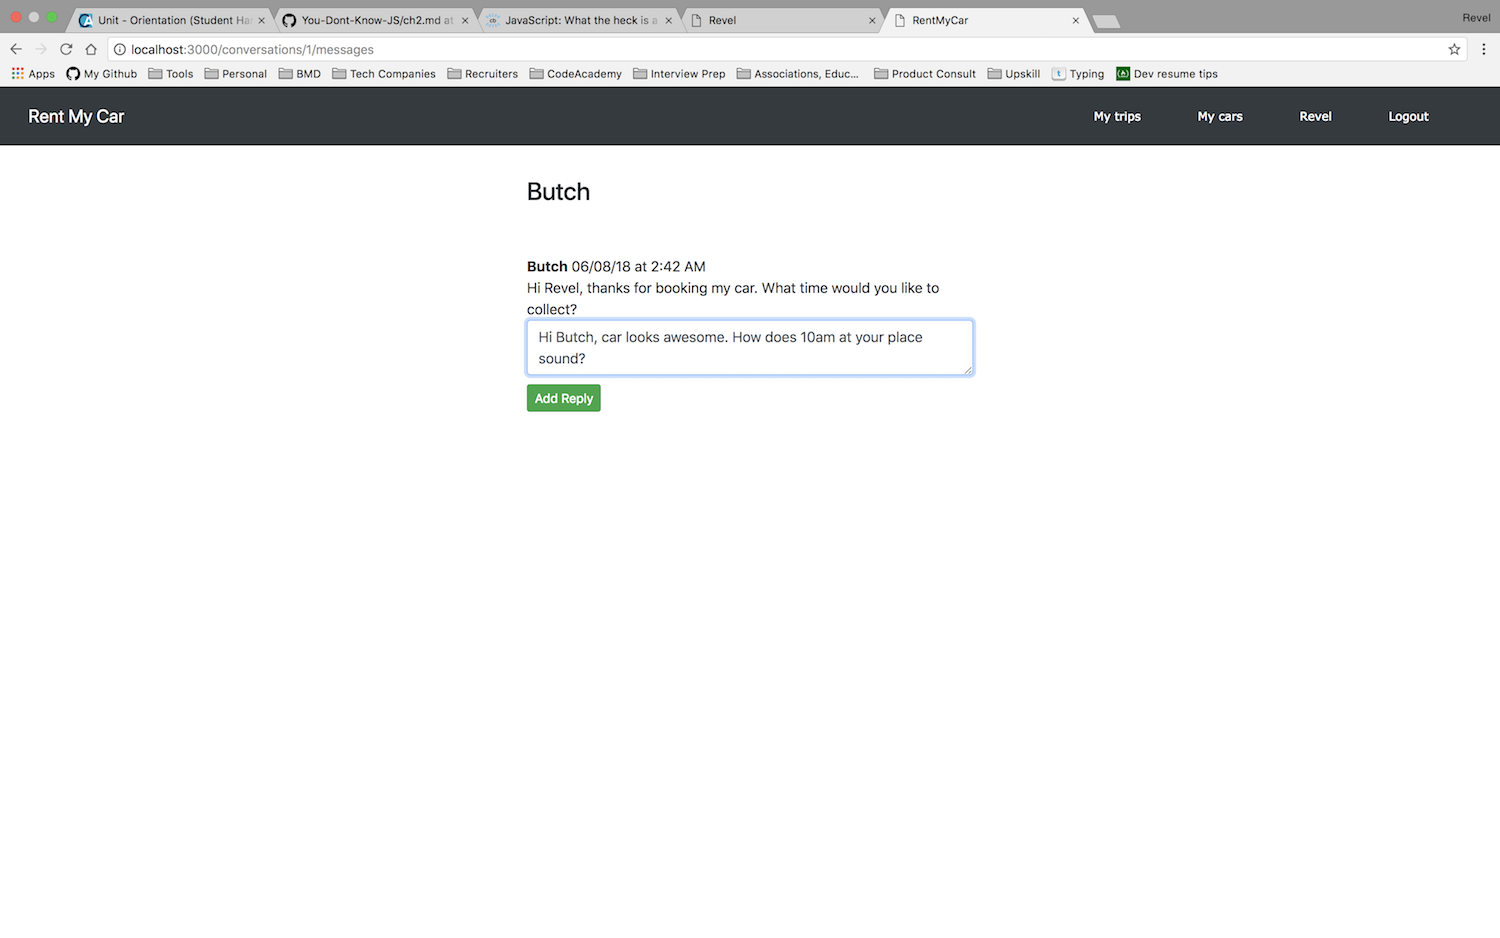 Unit - Orientation (Student Ha
You-Dont-Know-JS/ch2.md at
JavaScript: What the heck is a
Revel
RentMyCar
Revel
localhost:3000/conversations/1/messages
Apps
My Github
Tools
Personal
BMD
Tech Companies
Recruiters
CodeAcademy
Interview Prep
Associations, Educ...
Product Consult
Upskill
Typing
Dev resume tips
Rent My Car
My trips
My cars
Revel
Logout
Butch
Butch 06/08/18 at 2:42 AM
Hi Revel, thanks for booking my car. What time would you like to
collect?
Hi Butch, car looks awesome. How does 10am at your place
sound?
Add Reply